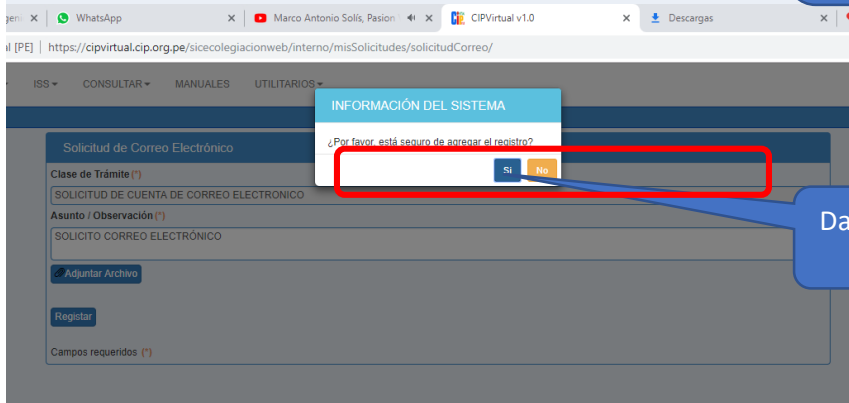 WhatsApp
Marco Antonio Solís, Pasion
CIPVirtual v1.0
Descargas
[PE] https://cipvirtual.cip.org.pe/sicecolegiacionweb/interno/misSolicitudes/solicitudCorreo/
ISS CONSULTAR MANUALES UTILITARIOS
INFORMACIÓN DEL SISTEMA
¿Por favor, está seguro de agregar el registro?
Si No
Solicitud de Correo Electrónico
Clase de Trámite (*)
SOLICITUD DE CUENTA DE CORREO ELECTRONICO
Asunto / Observación (*)
SOLICITO CORREO ELECTRÓNICO
Adjuntar Archivo
Registar
Campos requeridos (*)
Da